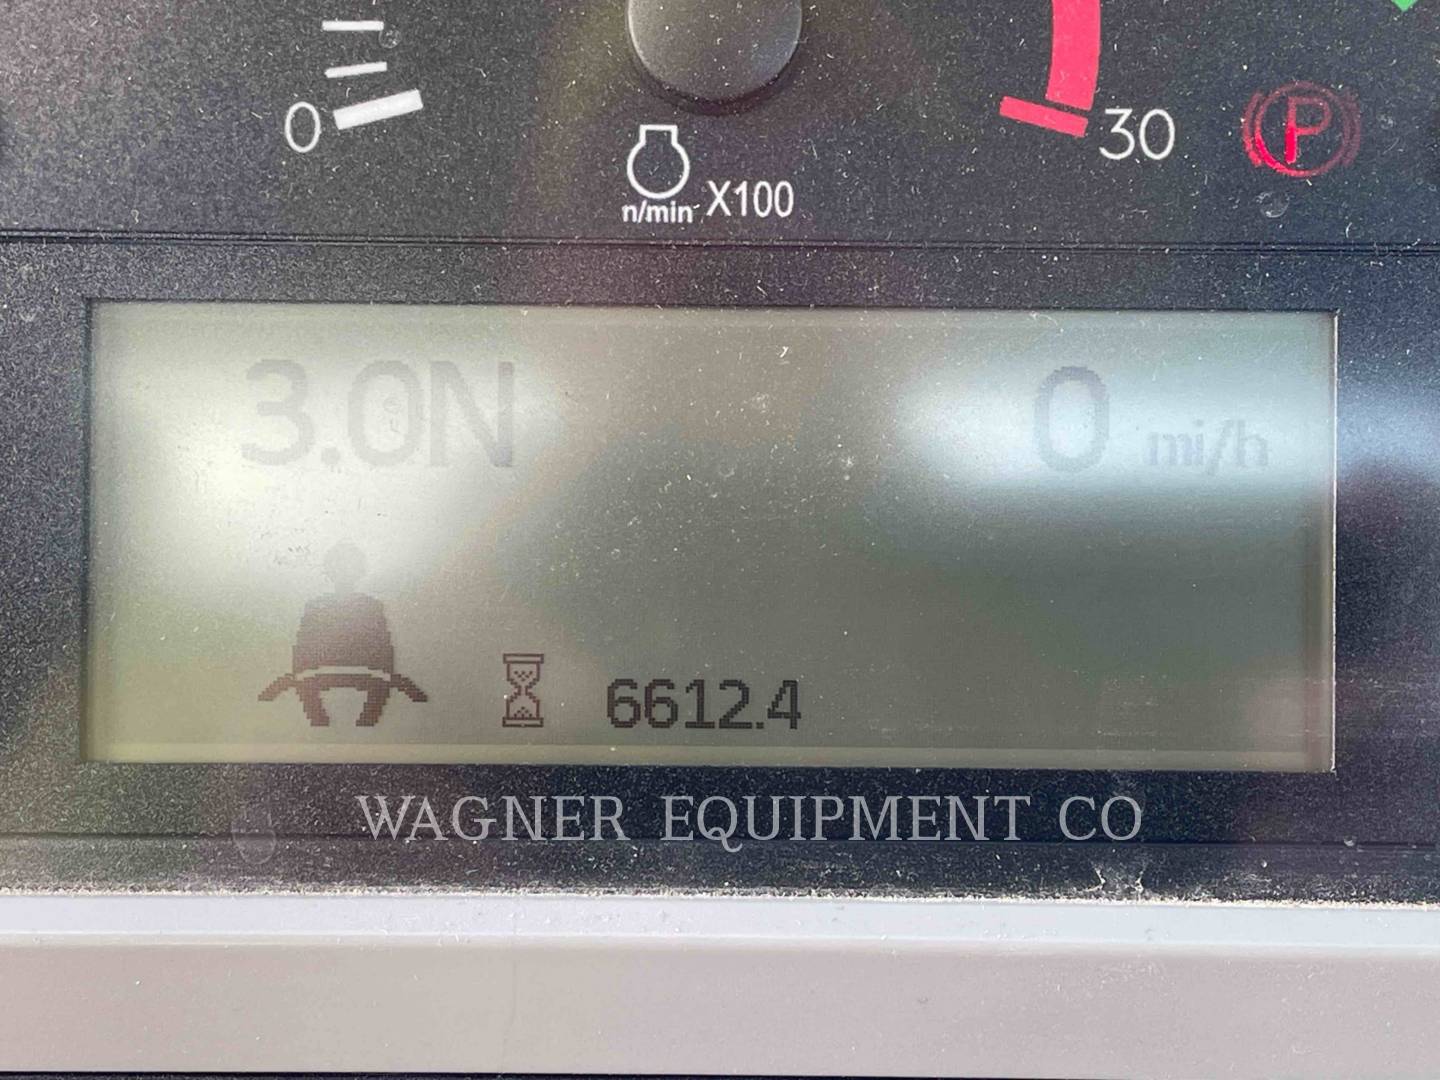 0
30
P
n/min X100
3.0N
0 mi/h
6612.4
WAGNER EQUIPMENT CO